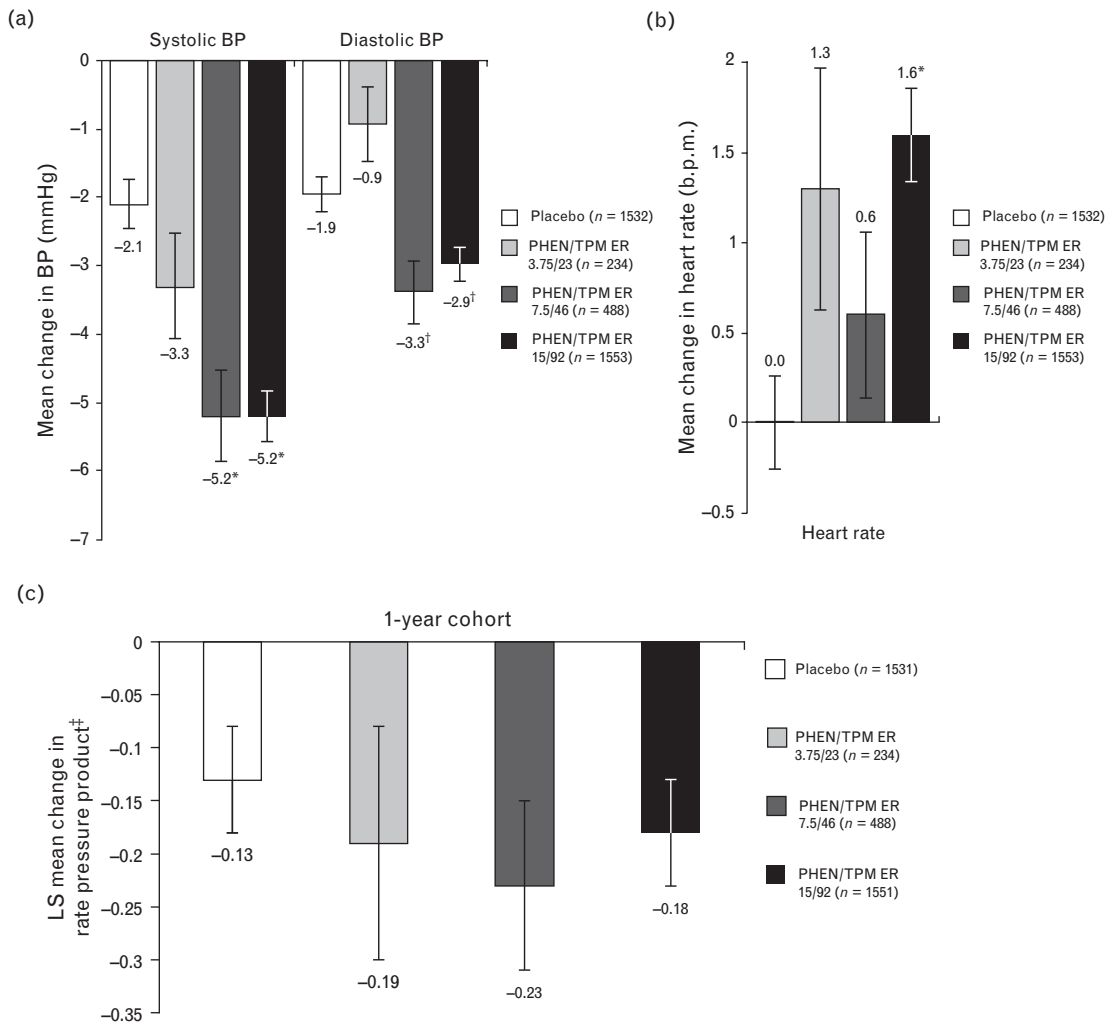 (a)
Systolic BP Diastolic BP
0
–1
–2
–3
–4
–5
–6
–7
Mean change in BP (mmHg)
–2.1
–3.3
–5.2*
–5.2*
–1.9
–0.9
–3.3†
–2.9†
Placebo (n = 1532)
PHEN/TPM ER
3.75/23 (n = 234)
PHEN/TPM ER
7.5/46 (n = 488)
PHEN/TPM ER
15/92 (n = 1553)
(b)
2
1.5
1
0.5
0
–0.5
Mean change in heart rate (b.p.m.)
0.0
1.3
0.6
1.6*
Heart rate
Placebo (n = 1532)
PHEN/TPM ER
3.75/23 (n = 234)
PHEN/TPM ER
7.5/46 (n = 488)
PHEN/TPM ER
15/92 (n = 1553)
(c)
1-year cohort
0
–0.05
–0.1
–0.15
–0.2
–0.25
–0.3
–0.35
LS mean change in
rate pressure product‡
–0.13
–0.19
–0.23
–0.18
Placebo (n = 1531)
PHEN/TPM ER
3.75/23 (n = 234)
PHEN/TPM ER
7.5/46 (n = 488)
PHEN/TPM ER
15/92 (n = 1551)